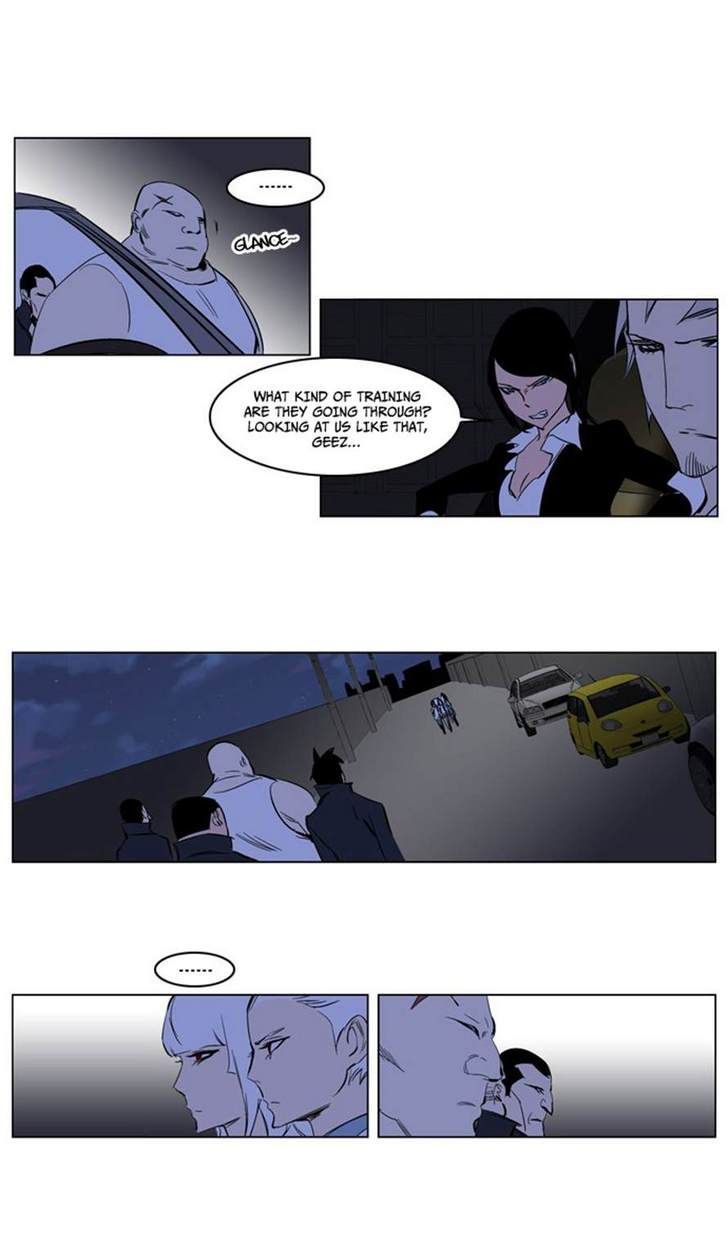 ------
GLANCE~
WHAT KIND OF TRAINING
ARE THEY GOING THROUGH?
LOOKING AT US LIKE THAT,
GEEZ...
------